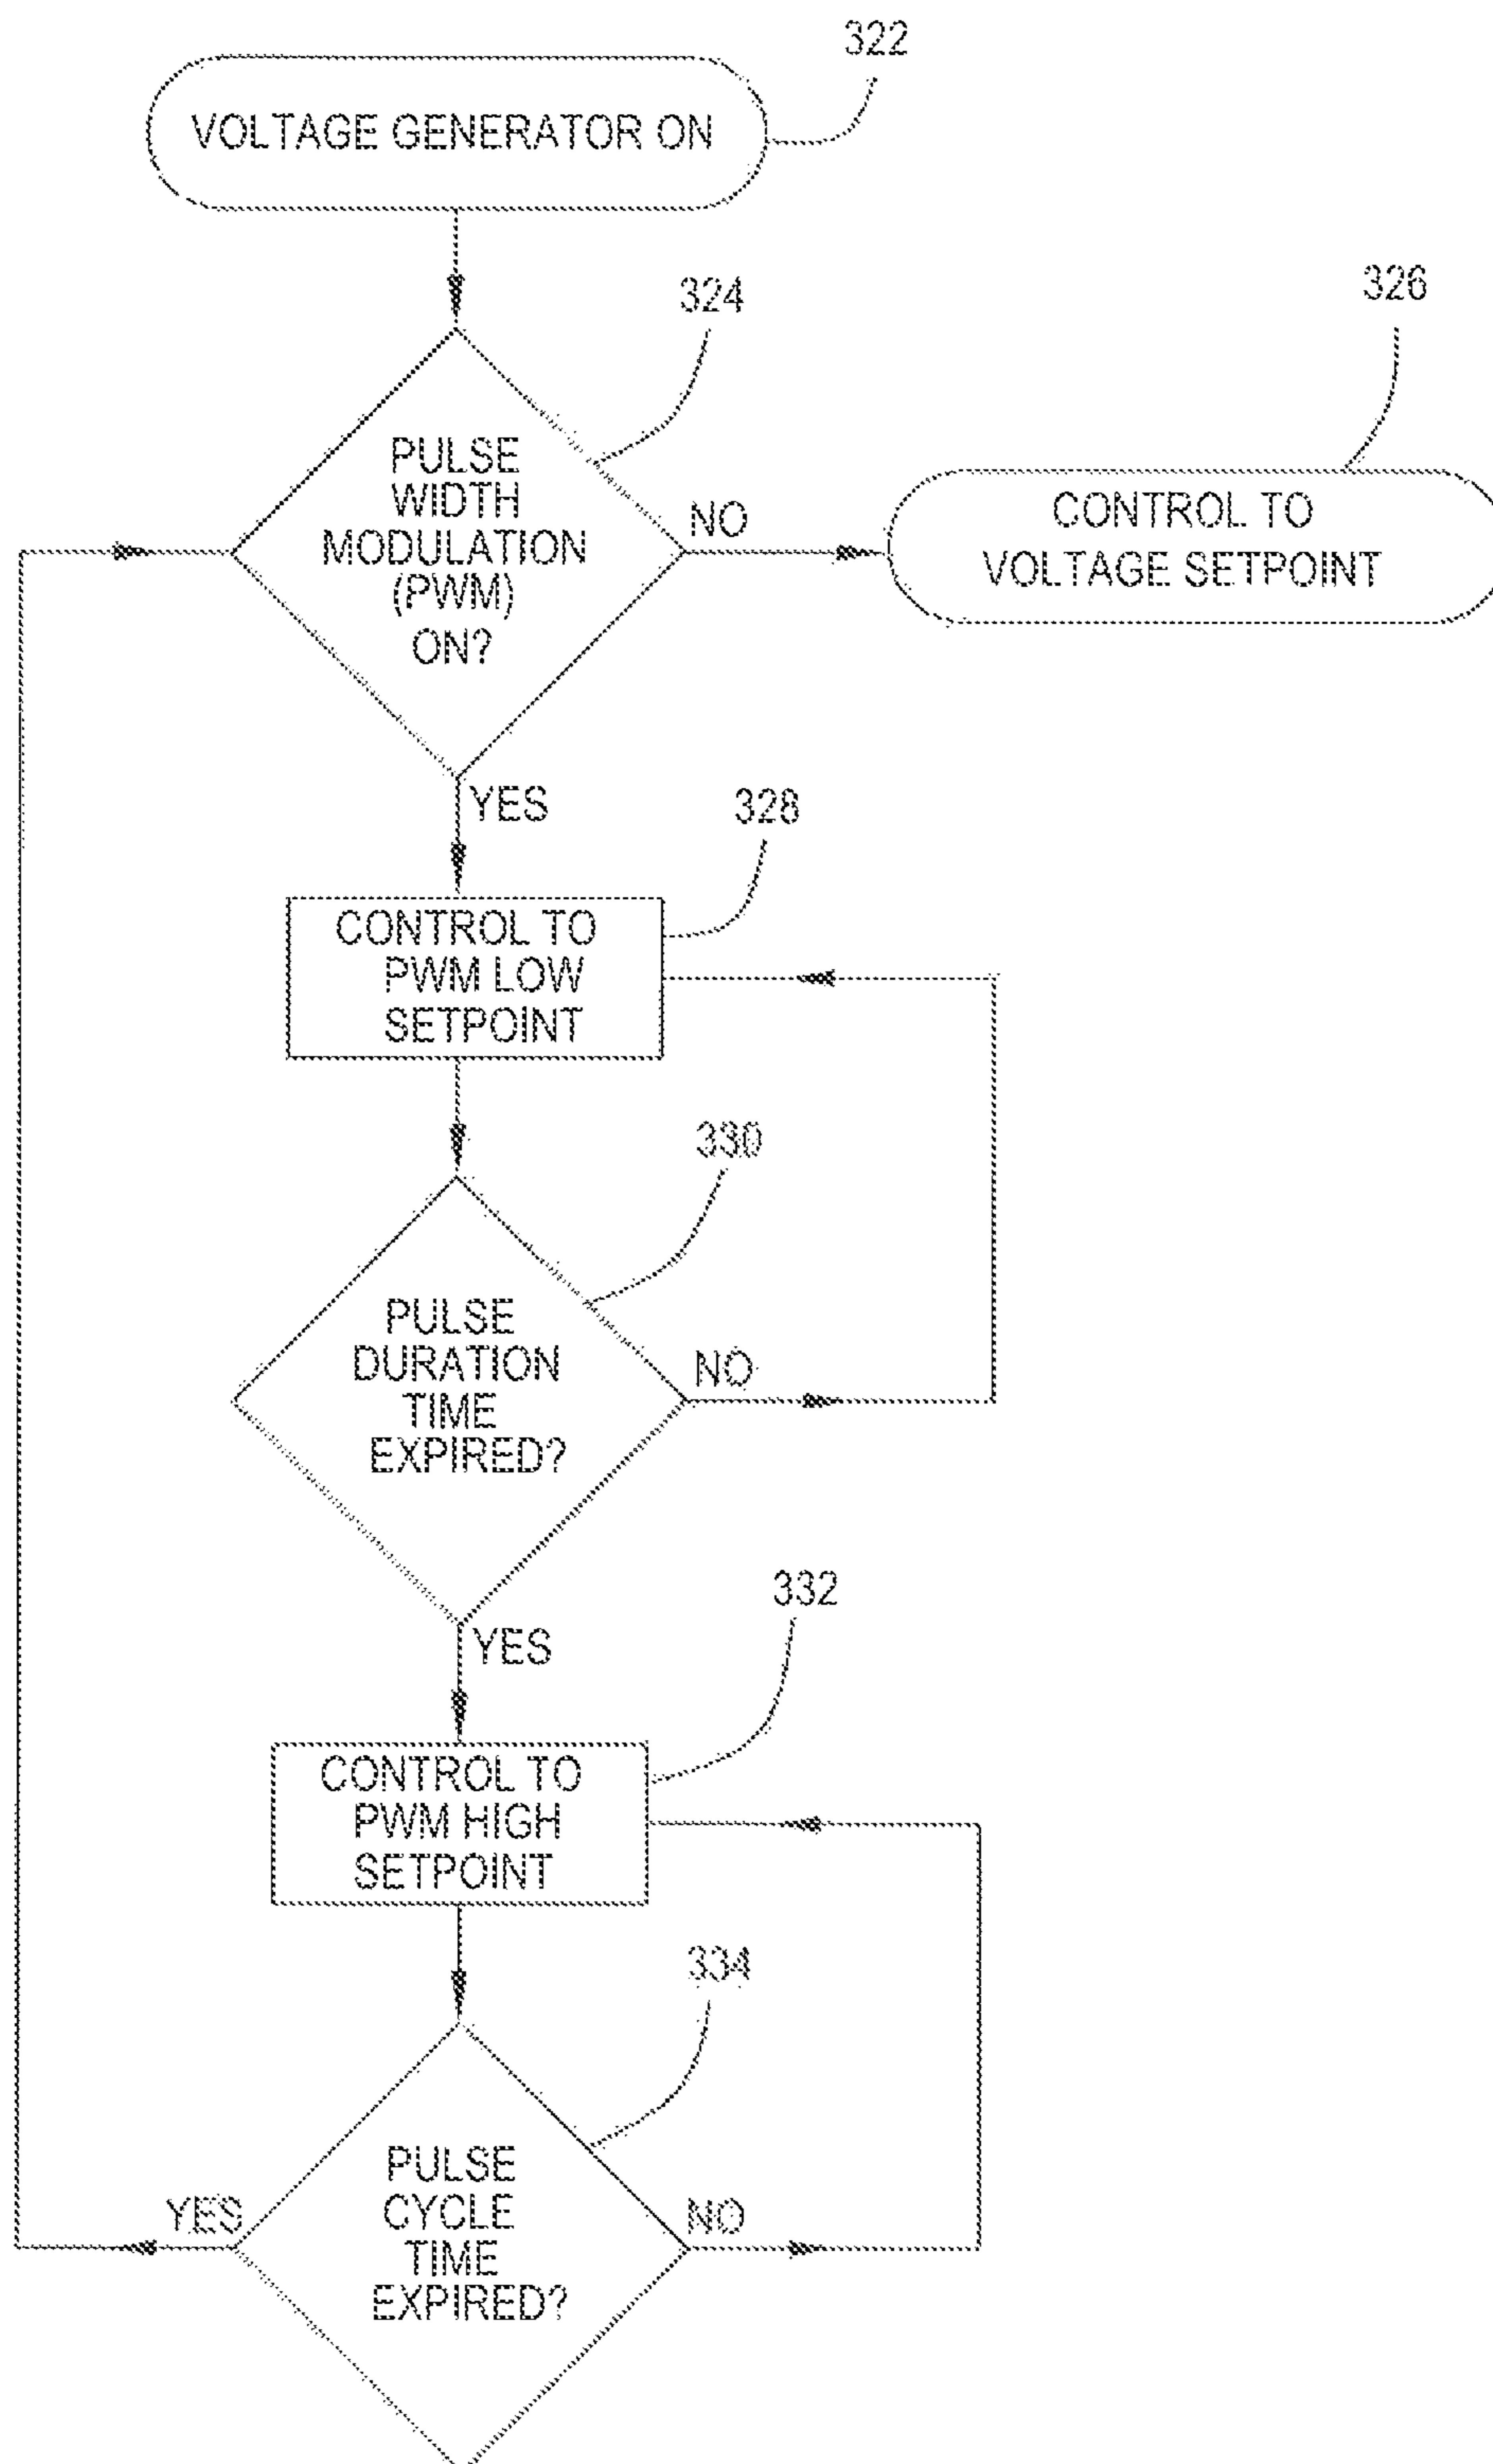 322
VOLTAGE GENERATOR ON
324
326
PULSE
WIDTH
MODULATION
(PWM)
ON?
NO
CONTROL TO
VOLTAGE SETPOINT
YES
328
CONTROL TO
PWM LOW
SETPOINT
330
PULSE
DURATION
TIME
EXPIRED?
NO
YES
332
CONTROL TO
PWM HIGH
SETPOINT
334
PULSE
CYCLE
TIME
EXPIRED?
YES
NO